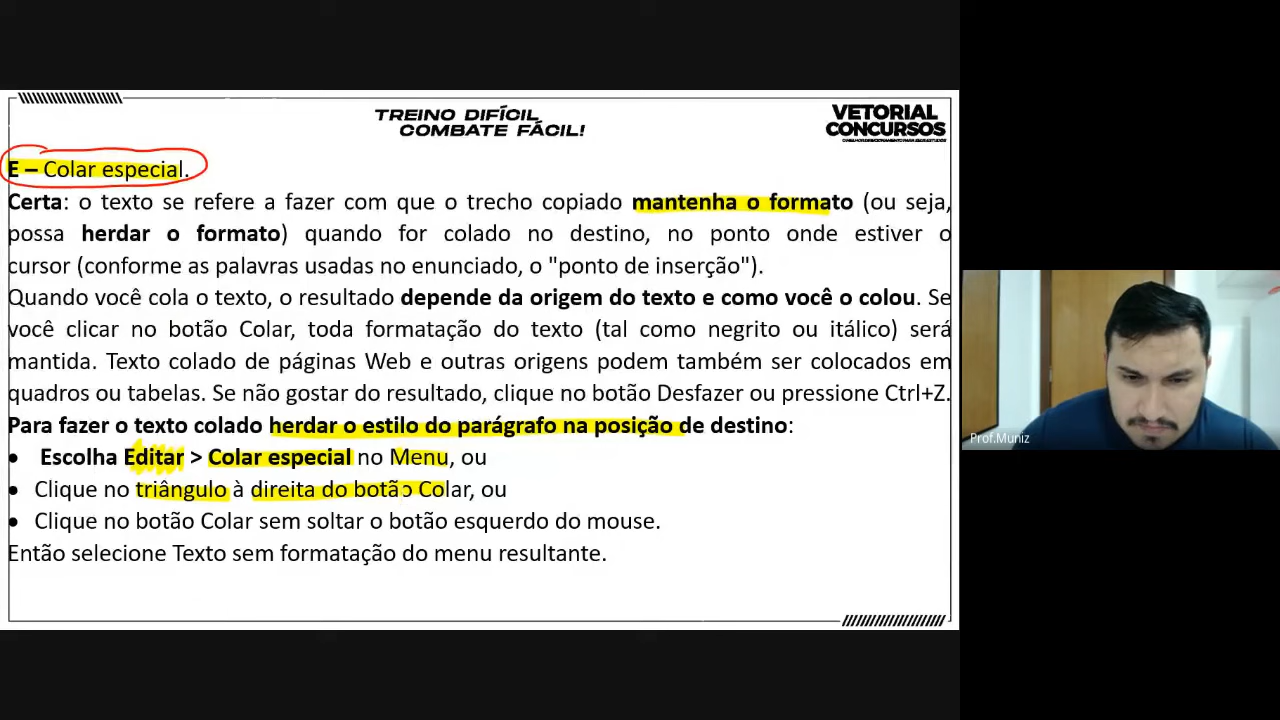 TREINO DIFÍCIL
COMBATE FÁCIL!
VETORIAL
CONCURSOS
E – Colar especial.
Certa: o texto se refere a fazer com que o trecho copiado mantenha o formato (ou seja,
possa herdar o formato) quando for colado no destino, no ponto onde estiver o
cursor (conforme as palavras usadas no enunciado, o "ponto de inserção").
Quando você cola o texto, o resultado depende da origem do texto e como você o colou. Se
você clicar no botão Colar, toda formatação do texto (tal como negrito ou itálico) será
mantida. Texto colado de páginas Web e outras origens podem também ser colocados em
quadros ou tabelas. Se não gostar do resultado, clique no botão Desfazer ou pressione Ctrl+Z.
Para fazer o texto colado herdar o estilo do parágrafo na posição de destino:
• Escolha Editar > Colar especial no Menu, ou
• Clique no triângulo à direita do botão Colar, ou
• Clique no botão Colar sem soltar o botão esquerdo do mouse.
Então selecione Texto sem formatação do menu resultante.
Prof.Muniz